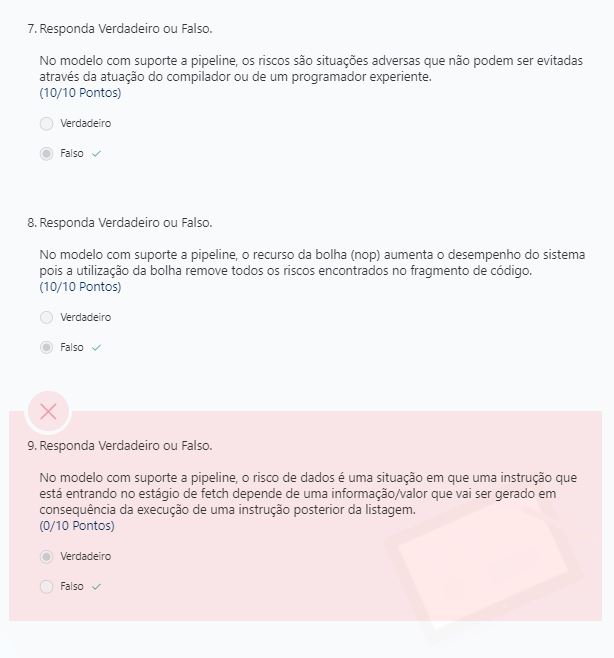 7. Responda Verdadeiro ou Falso.
No modelo com suporte a pipeline, os riscos são situações adversas que não podem ser evitadas
através da atuação do compilador ou de um programador experiente.
(10/10 Pontos)
Verdadeiro
Falso
8. Responda Verdadeiro ou Falso.
No modelo com suporte a pipeline, o recurso da bolha (nop) aumenta o desempenho do sistema
pois a utilização da bolha remove todos os riscos encontrados no fragmento de código.
(10/10 Pontos)
Verdadeiro
Falso
9. Responda Verdadeiro ou Falso.
No modelo com suporte a pipeline, o risco de dados é uma situação em que uma instrução que
está entrando no estágio de fetch depende de uma informação/valor que vai ser gerado em
consequência da execução de uma instrução posterior da listagem.
(0/10 Pontos)
Verdadeiro
Falso